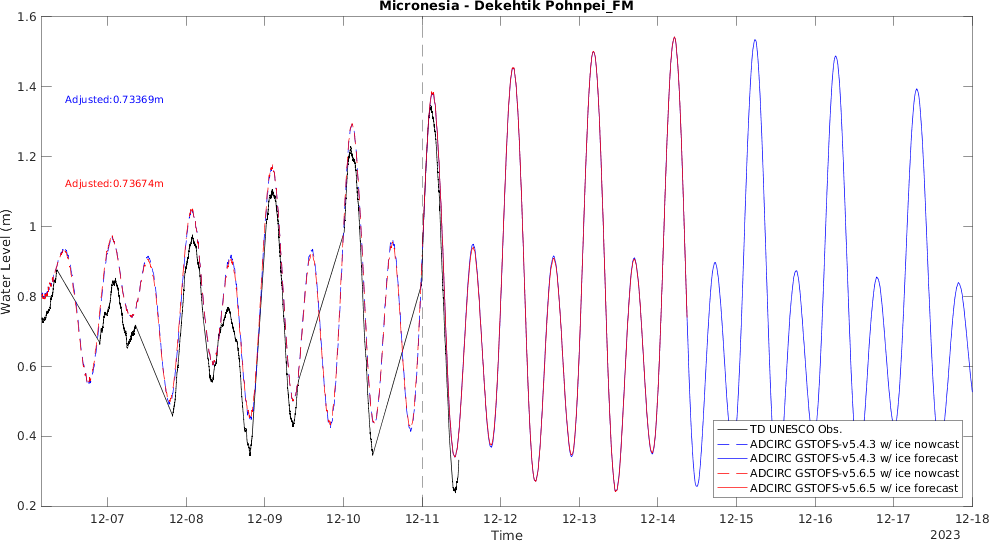 Micronesia - Dekehtik Pohnpei_FM
Water Level (m)
1.6
1.4
1.2
1
0.8
0.6
0.4
0.2
Adjusted:0.73369m
Adjusted:0.73674m
TD UNESCO Obs.
ADCIRC GSTOFS-v5.4.3 w/ ice nowcast
ADCIRC GSTOFS-v5.4.3 w/ ice forecast
ADCIRC GSTOFS-v5.6.5 w/ ice nowcast
ADCIRC GSTOFS-v5.6.5 w/ ice forecast
12-07 12-08 12-09 12-10 12-11 12-12 12-13 12-14 12-15 12-16 12-17 12-18
Time
2023